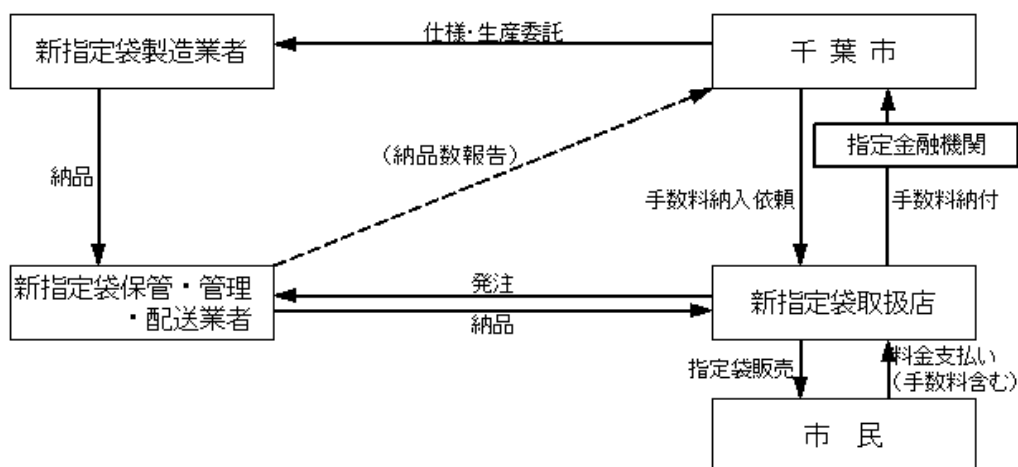 新指定袋製造業者
仕様・生産委託
千葉市
指定金融機関
（納品数報告）
納品
手数料納入依頼
手数料納付
新指定袋保管・管理
・配送業者
発注
納品
新指定袋取扱店
指定袋販売
料金支払い
（手数料含む）
市民